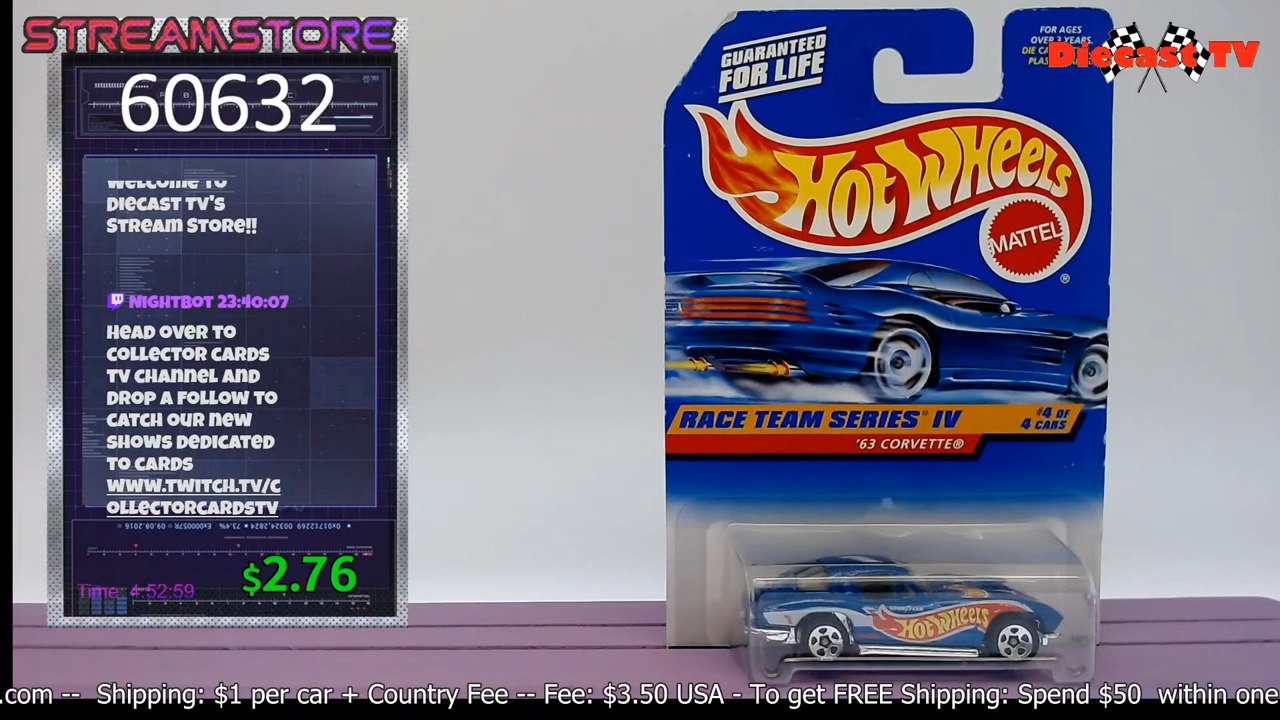 STREAMSTORE
60632
WELCOME TO
DIECAST TV'S
STREAM STORE!!
NIGHTBOT 23:40:07
HEAD OVER TO
COLLECTOR CARDS
TV CHANNEL AND
DROP A FOLLOW TO
CATCH OUR NEW
SHOWS DEDICATED
TO CARDS
WWW.TWITCH.TV/C
OLLECTORCARDSTV
$2.76
Time: 4:52:59
GUARANTEED
FOR LIFE
FOR AGES
OVER 3 YEARS
Diecast TV
HOT WHEELS
MATTEL
®
RACE TEAM SERIES IV
#4 OF
4 CARS
'63 CORVETTE®
GOODYEAR
HOT WHEELS
.com -- Shipping: $1 per car + Country Fee -- Fee: $3.50 USA - To get FREE Shipping: Spend $50 within one